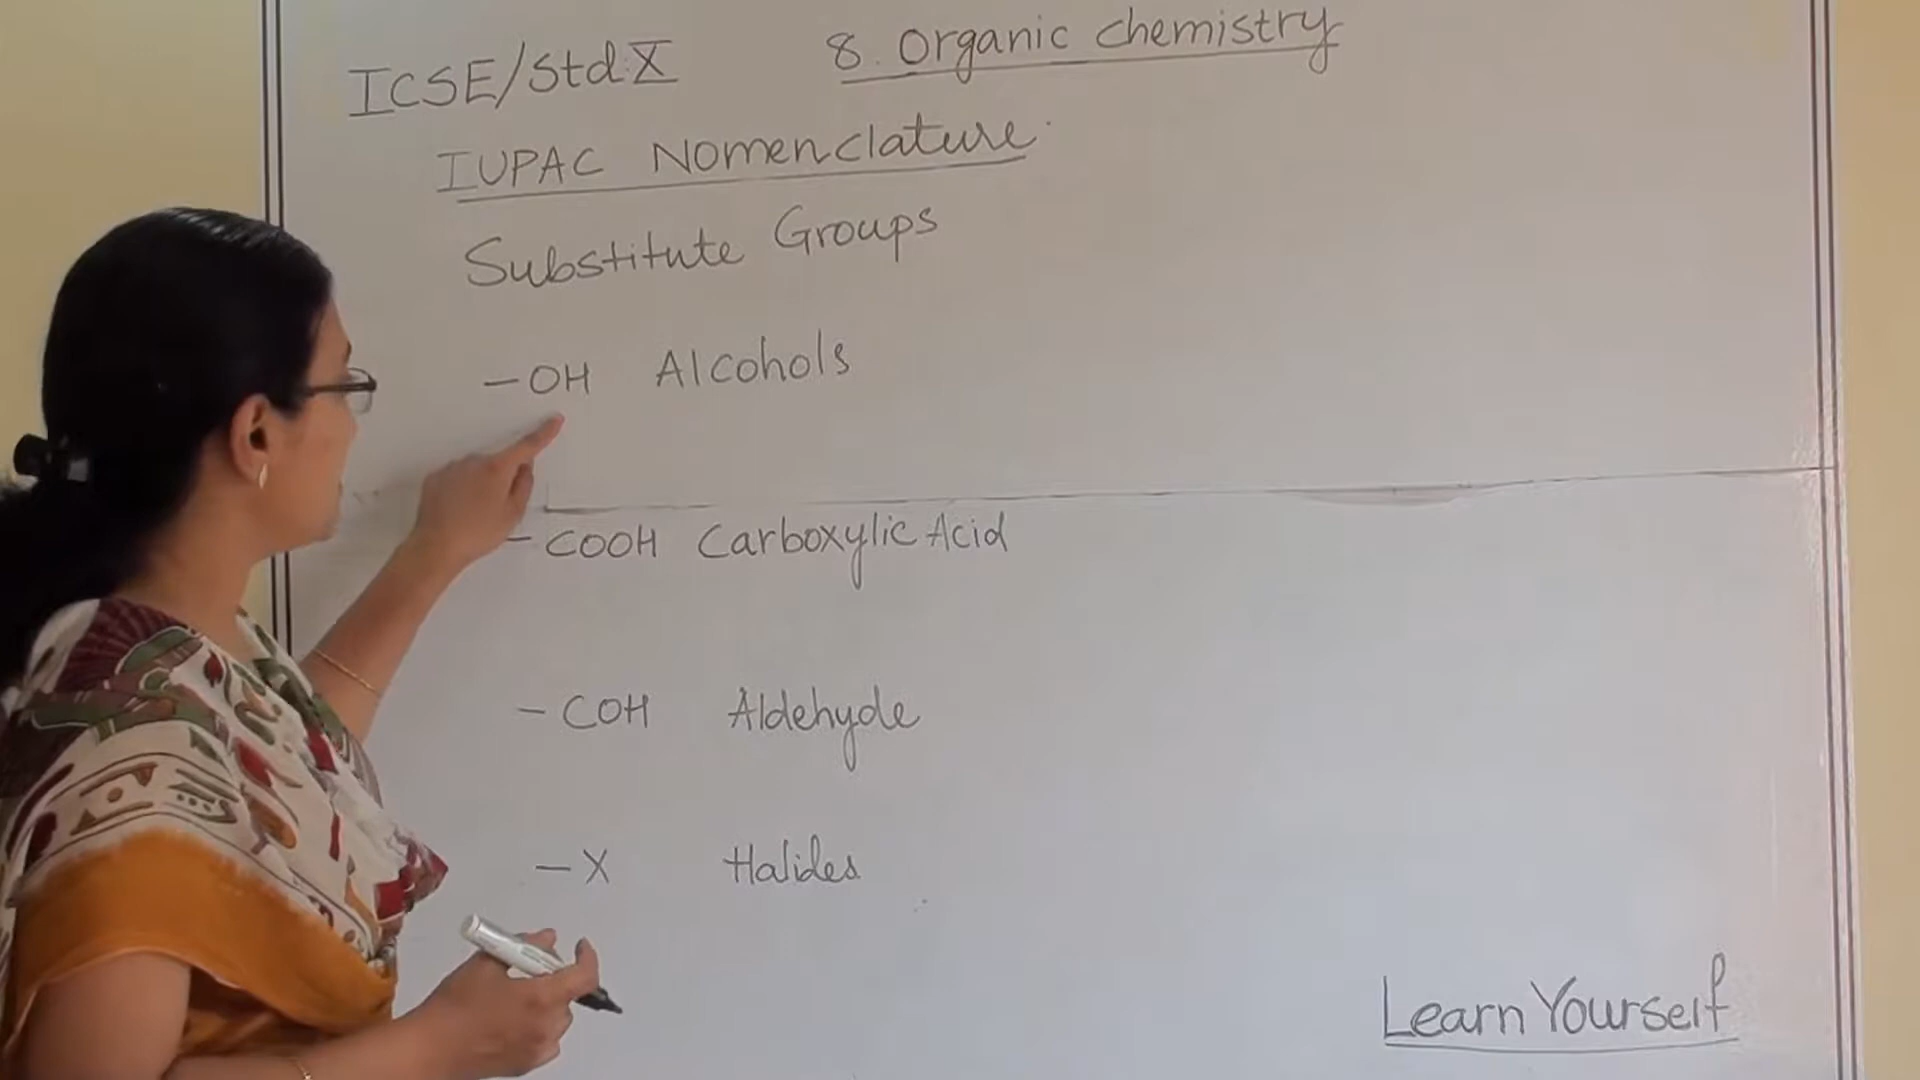 ICSE/Std X 8. Organic chemistry
IUPAC Nomenclature
Substitute Groups
-OH Alcohols
-COOH Carboxylic Acid
-COH Aldehyde
-X Halides
Learn Yourself